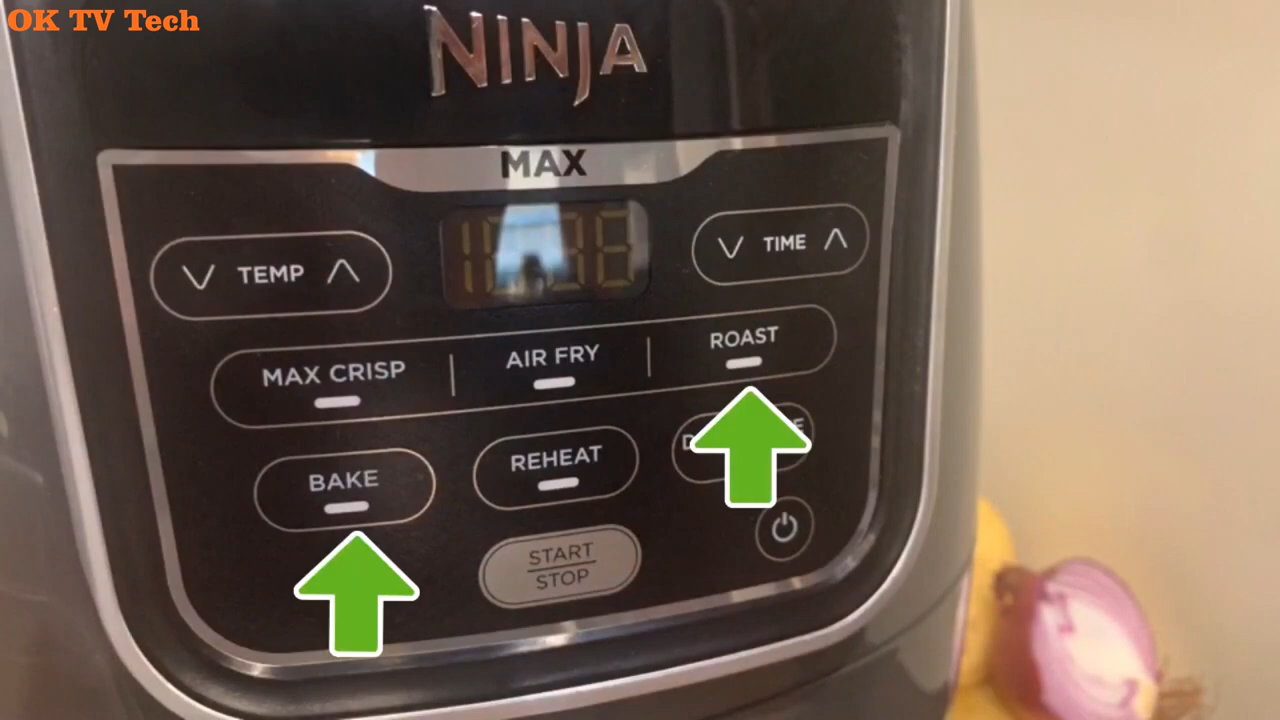 OK TV Tech
NINJA
MAX
TEMP
TIME
MAX CRISP
AIR FRY
ROAST
BAKE
REHEAT
START
STOP